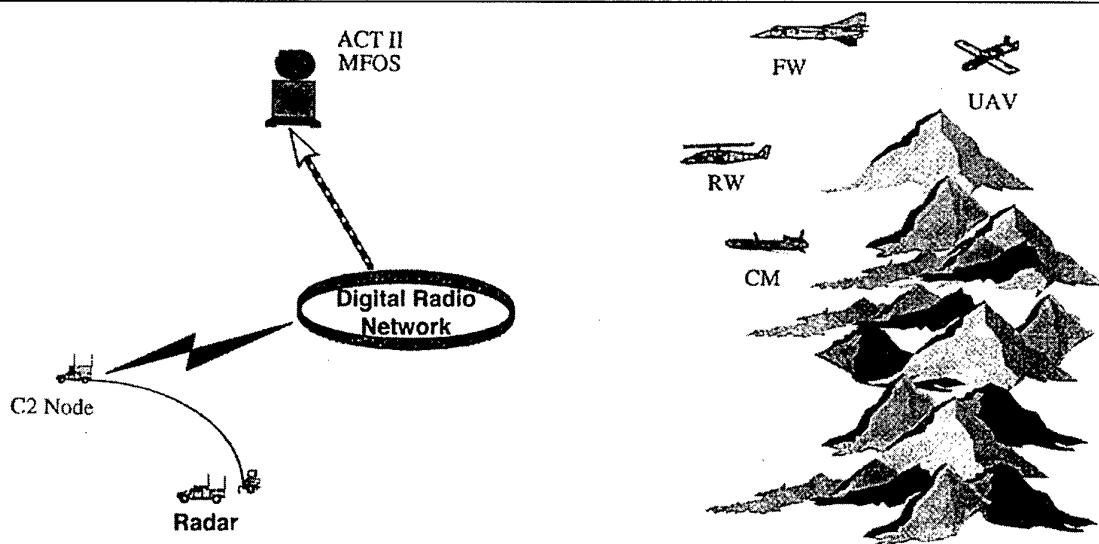 ACT II
MFOS
FW
UAV
RW
CM
Digital Radio
Network
C2 Node
Radar